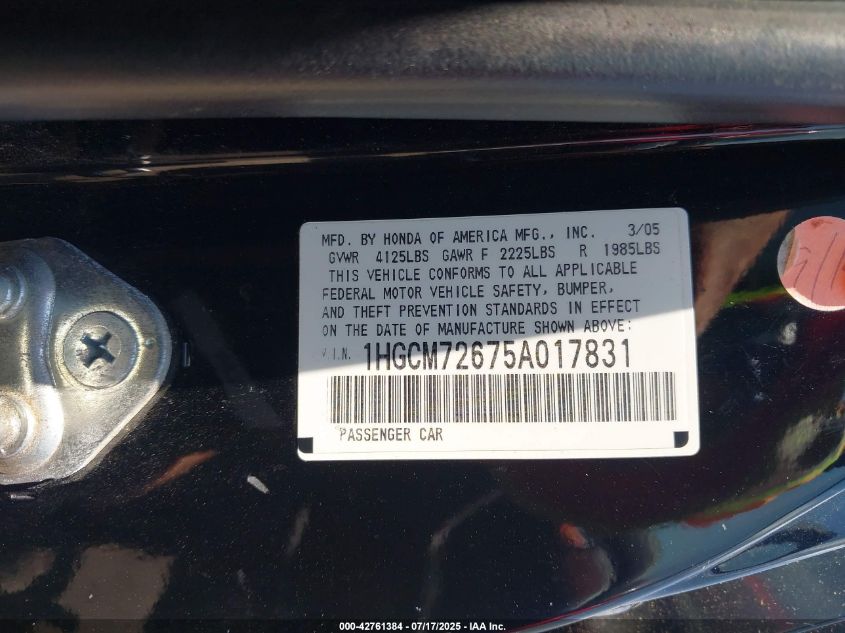 MFD. BY HONDA OF AMERICA MFG., INC. 3/05
GVWR 4125LBS GAWR F 2225LBS R 1985LBS
THIS VEHICLE CONFORMS TO ALL APPLICABLE
FEDERAL MOTOR VEHICLE SAFETY, BUMPER,
AND THEFT PREVENTION STANDARDS IN EFFECT
ON THE DATE OF MANUFACTURE SHOWN ABOVE:
V.I.N. 1HGCM72675A017831
PASSENGER CAR
000-42761384 - 07/17/2025 - IAA Inc.